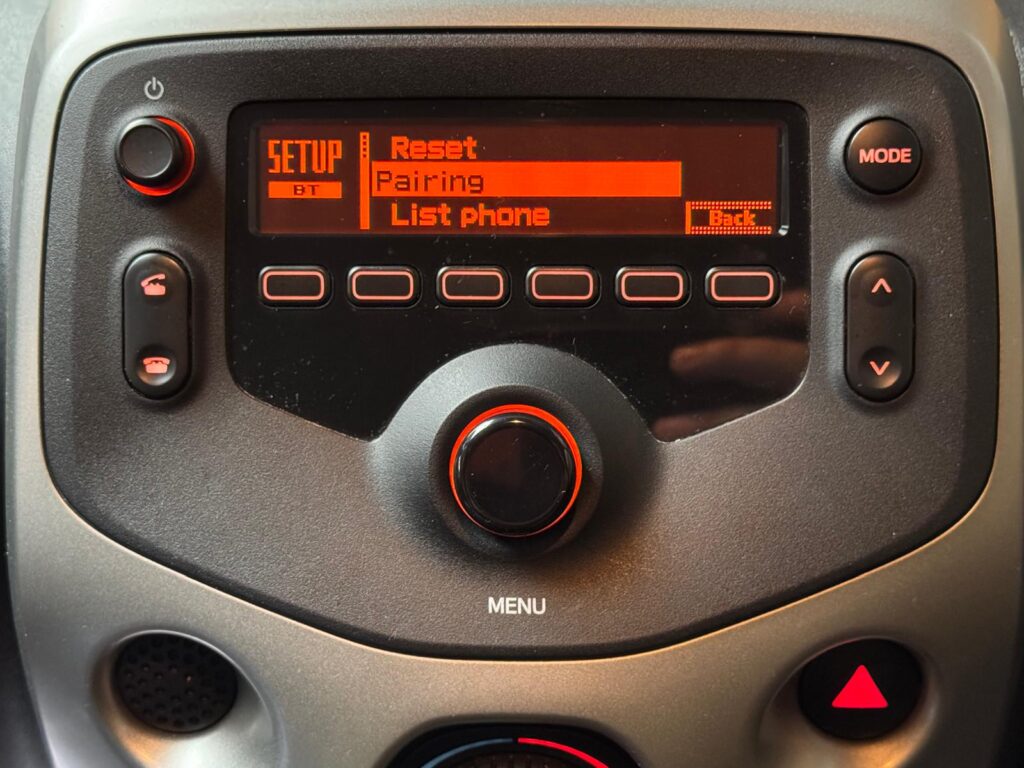 SETUP
BT
Reset
Pairing
List phone
Back
MODE
MENU